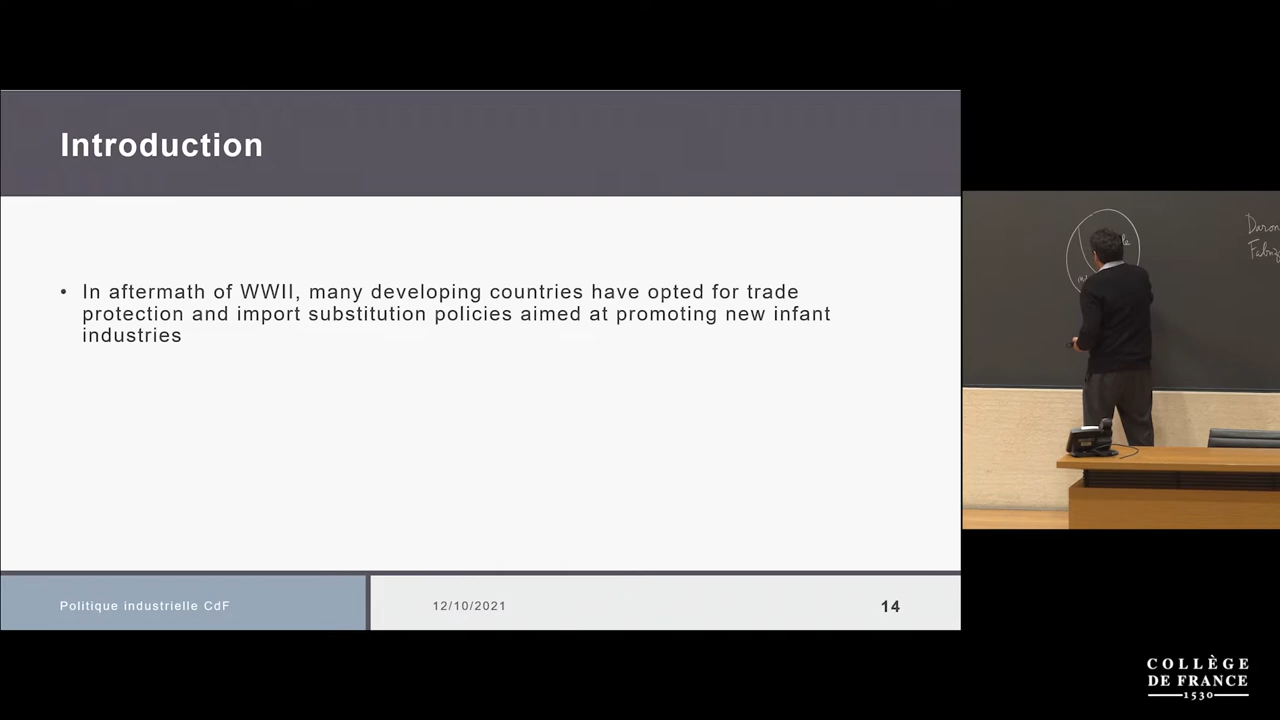 Introduction
• In aftermath of WWII, many developing countries have opted for trade
protection and import substitution policies aimed at promoting new infant
industries
Politique industrielle CdF
12/10/2021
14
Daron
COLLÈGE
DE FRANCE
1530